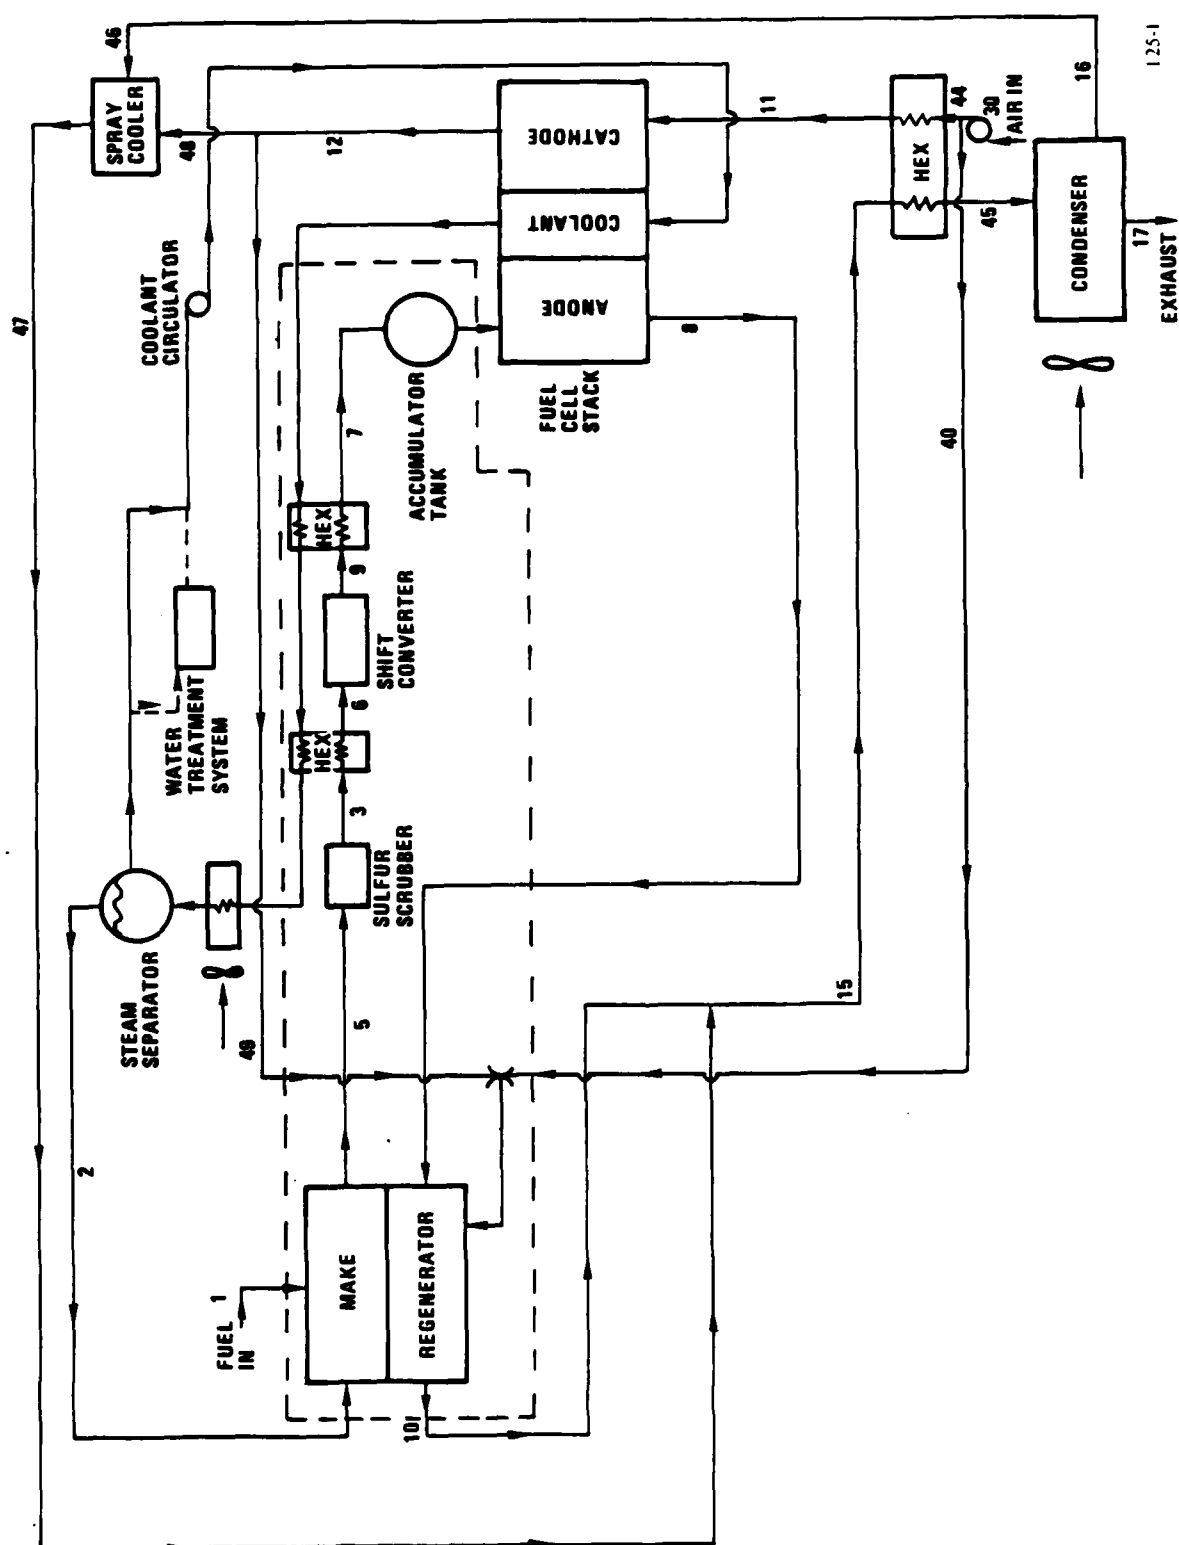 47
2
46
SPRAY
COOLER
STEAM
SEPARATOR
COOLANT
CIRCULATOR
48
WATER
TREATMENT
SYSTEM
1
FUEL
IN
49
HEX
HEX
12
MAKE
5
3
6
9
7
SULFUR
SCRUBBER
SHIFT
CONVERTER
ACCUMULATOR
TANK
10
REGENERATOR
FUEL
CELL
STACK
ANODE
COOLANT
CATHODE
8
11
15
HEX
40
44
45
30
AIR IN
CONDENSER
16
17
EXHAUST
125-1